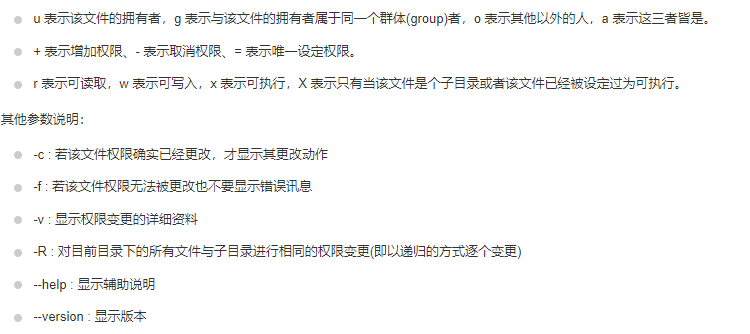 u 表示该文件的拥有者，g 表示与该文件的拥有者属于同一个群体(group)者，o 表示其他以外的人，a 表示这三者皆是。
+ 表示增加权限、- 表示取消权限、= 表示唯一设定权限。
r 表示可读取，w 表示可写入，x 表示可执行，X 表示只有当该文件是个子目录或者该文件已经被设定过为可执行。
其他参数说明：
-c : 若该文件权限确实已经更改，才显示其更改动作
-f : 若该文件权限无法被更改也不要显示错误讯息
-v : 显示权限变更的详细资料
-R : 对目前目录下的所有文件与子目录进行相同的权限变更(即以递归的方式逐个变更)
--help : 显示辅助说明
--version : 显示版本